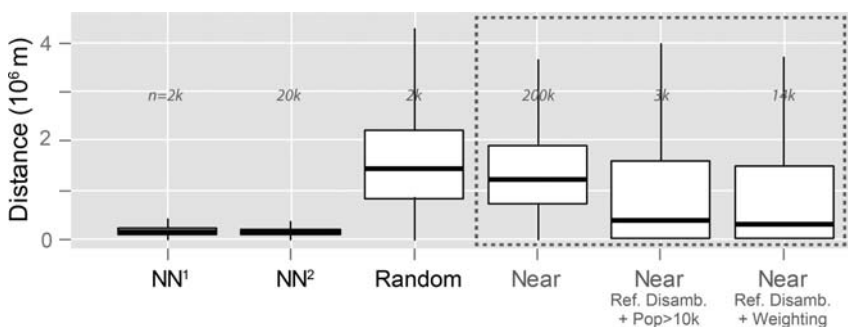 Distance (10⁶ m)
4
2
0
n=2k 20k 2k 200k 3k 14k
NN¹ NN² Random Near Near Near
Ref. Disamb. Ref. Disamb.
+ Pop>10k + Weighting